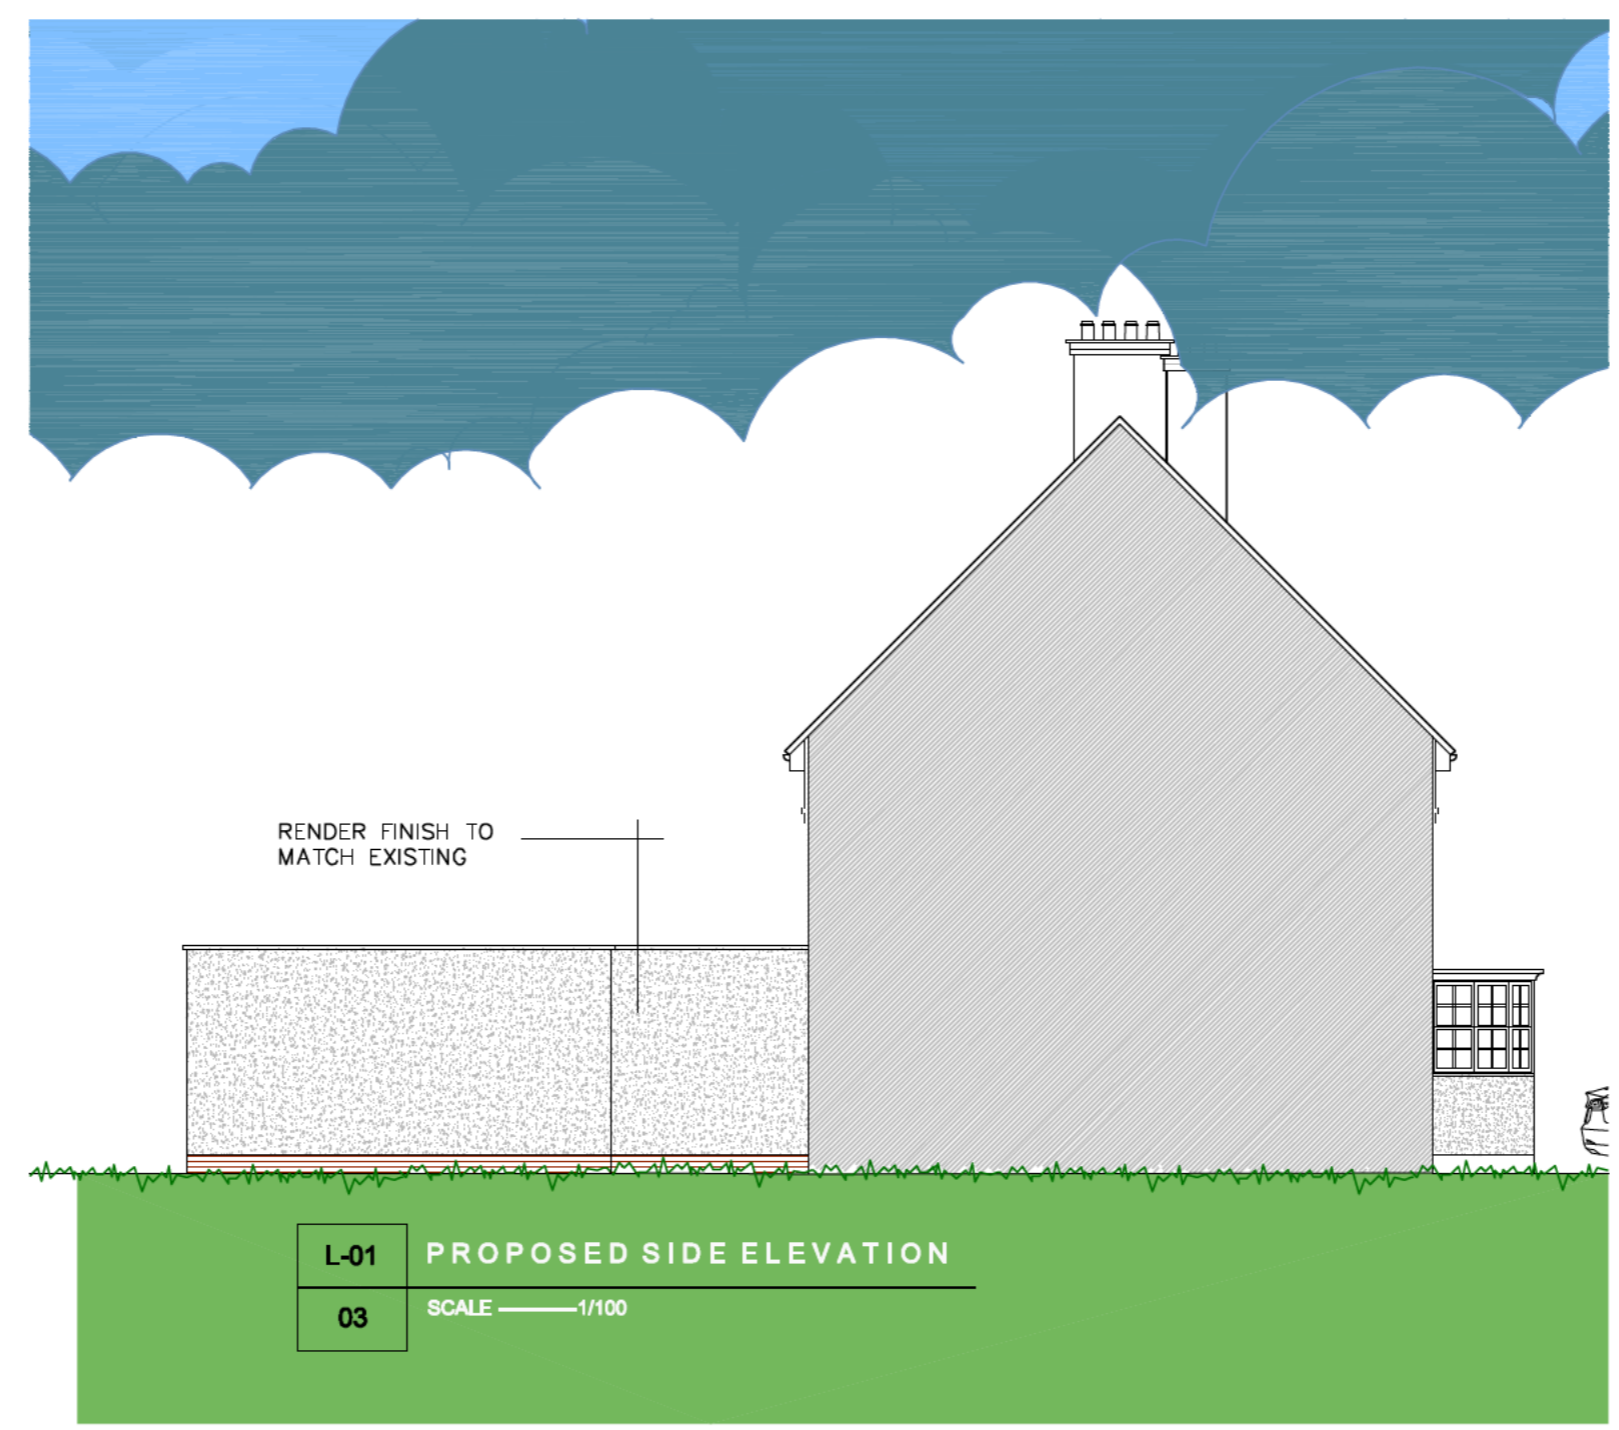 RENDER FINISH TO
MATCH EXISTING
L-01 PROPOSED SIDE ELEVATION
03 SCALE 1/100